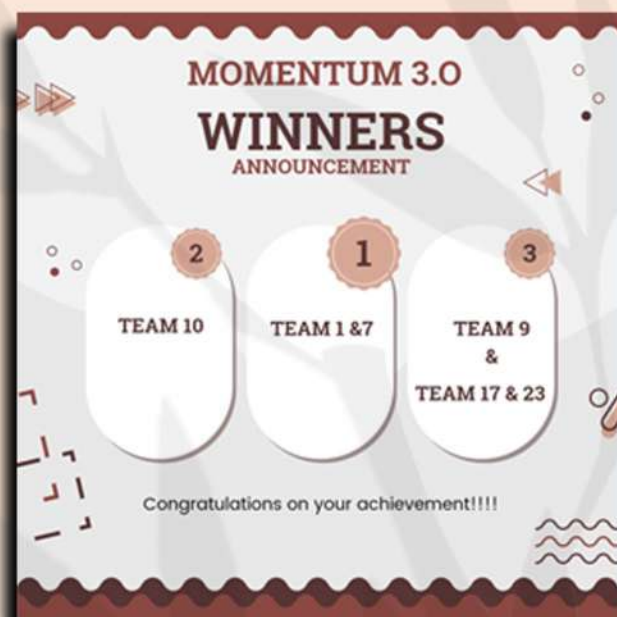 MOMENTUM 3.O
WINNERS
ANNOUNCEMENT
2
TEAM 10
1
TEAM 1 &7
3
TEAM 9
&
TEAM 17 & 23
Congratulations on your achievement!!!!